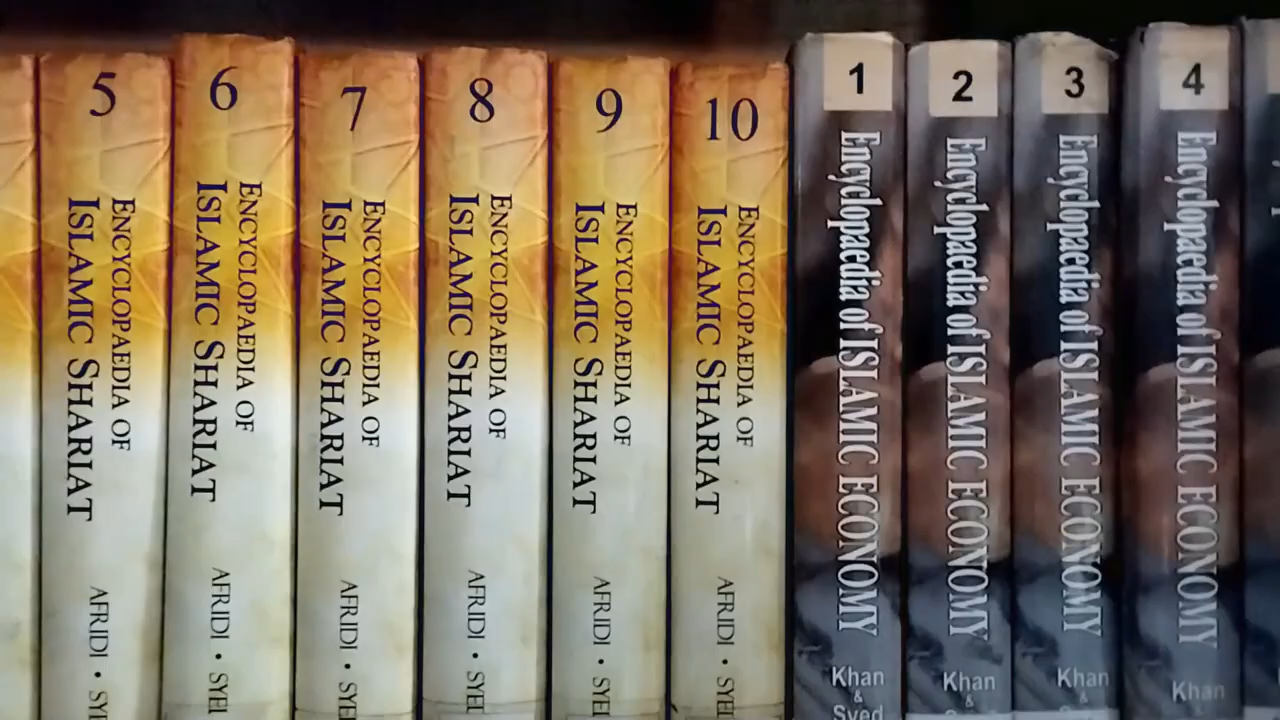 5
ENCYCLOPAEDIA OF
ISLAMIC SHARIAT
AFRIDI •
6
ENCYCLOPAEDIA OF
ISLAMIC SHARIAT
AFRIDI •
7
ENCYCLOPAEDIA OF
ISLAMIC SHARIAT
AFRIDI •
8
ENCYCLOPAEDIA OF
ISLAMIC SHARIAT
AFRIDI •
9
ENCYCLOPAEDIA OF
ISLAMIC SHARIAT
AFRIDI •
10
ENCYCLOPAEDIA OF
ISLAMIC SHARIAT
AFRIDI •
1
Encyclopaedia of ISLAMIC ECONOMY
Khan
&
Syed
2
Encyclopaedia of ISLAMIC ECONOMY
Khan
&
3
Encyclopaedia of ISLAMIC ECONOMY
Khan
&
4
Encyclopaedia of ISLAMIC ECONOMY
Khan